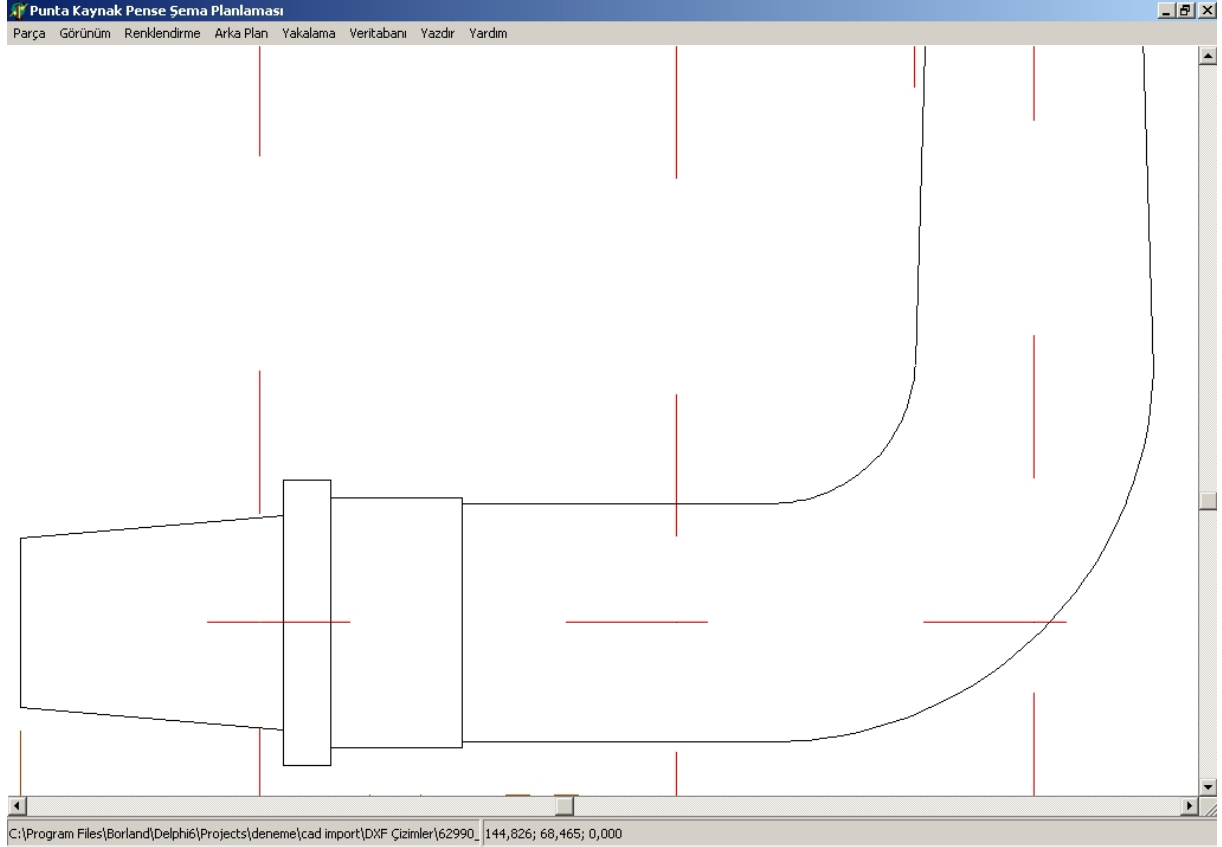 Punta Kaynak Pense Şema Planlaması
Parça Görünüm Renklendirme Arka Plan Yakalama Veritabanı Yazdır Yardım
C:\Program Files\Borland\Delphi6\Projects\deneme\cad import\DXF Çizimler\62990_ 144,826; 68,465; 0,000